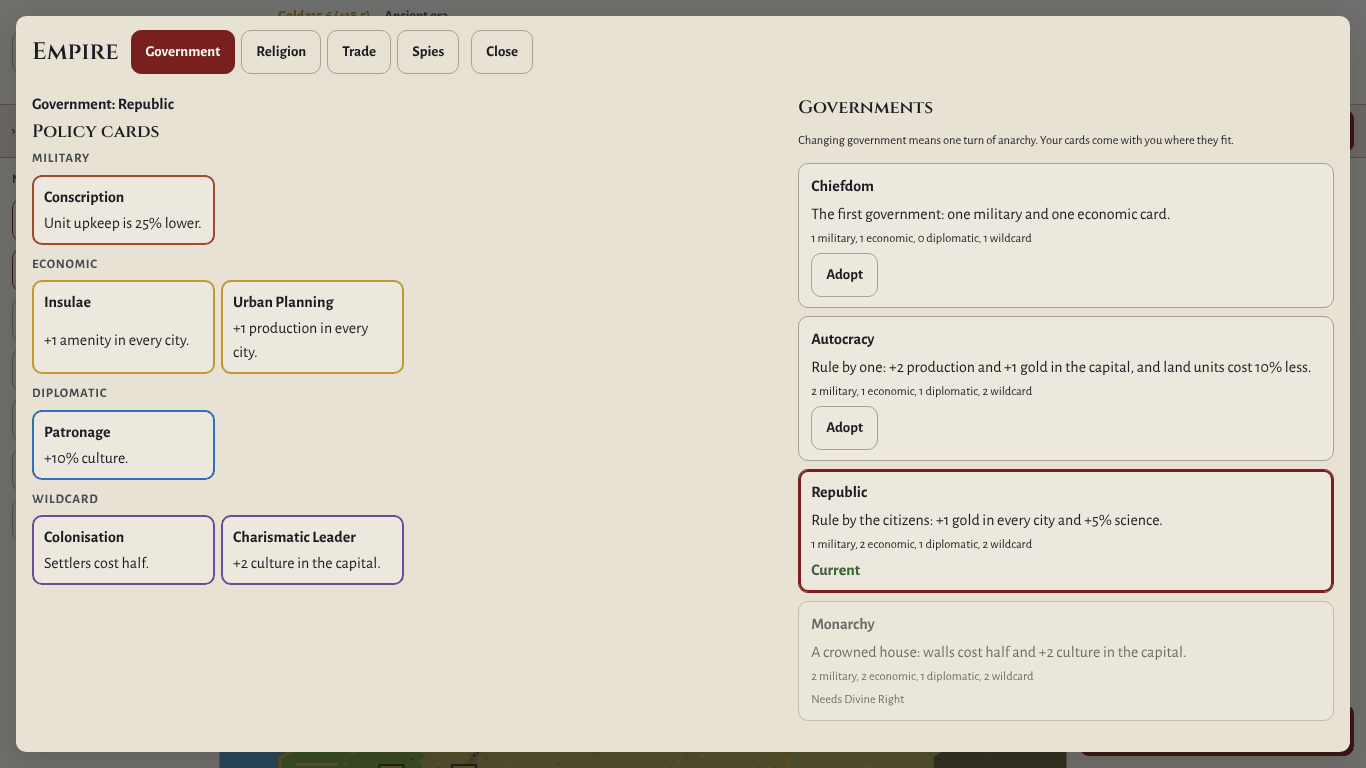 Ancient era
Empire
Government
Religion
Trade
Spies
Close
Government: Republic
Policy cards
MILITARY
Conscription
Unit upkeep is 25% lower.
ECONOMIC
Insulae
+1 amenity in every city.
Urban Planning
+1 production in every
city.
DIPLOMATIC
Patronage
+10% culture.
WILDCARD
Colonisation
Settlers cost half.
Charismatic Leader
+2 culture in the capital.
Governments
Changing government means one turn of anarchy. Your cards come with you where they fit.
Chiefdom
The first government: one military and one economic card.
1 military, 1 economic, 0 diplomatic, 1 wildcard
Adopt
Autocracy
Rule by one: +2 production and +1 gold in the capital, and land units cost 10% less.
2 military, 1 economic, 1 diplomatic, 2 wildcard
Adopt
Republic
Rule by the citizens: +1 gold in every city and +5% science.
1 military, 2 economic, 1 diplomatic, 2 wildcard
Current
Monarchy
A crowned house: walls cost half and +2 culture in the capital.
2 military, 2 economic, 1 diplomatic, 2 wildcard
Needs Divine Right